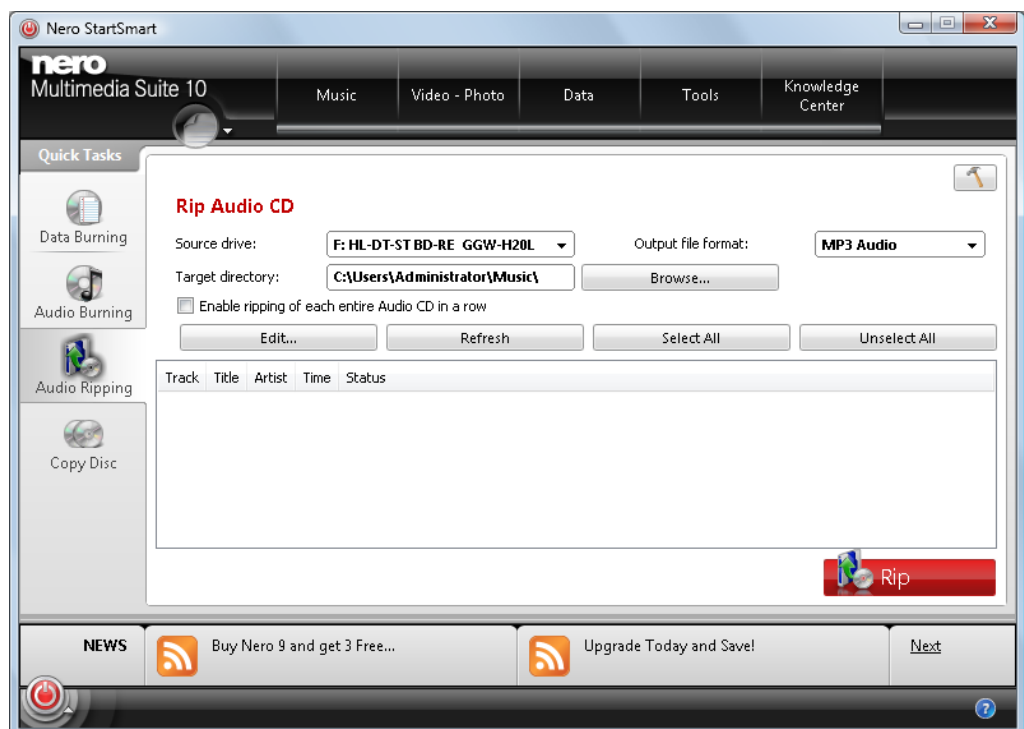 Nero StartSmart
nero
Multimedia Suite 10
Music
Video - Photo
Data
Tools
Knowledge
Center
Quick Tasks
Data Burning
Audio Burning
Audio Ripping
Copy Disc
Rip Audio CD
Source drive:
F: HL-DT-ST BD-RE GGW-H20L
Output file format:
MP3 Audio
Target directory:
C:\Users\Administrator\Music\
Browse...
Enable ripping of each entire Audio CD in a row
Edit...
Refresh
Select All
Unselect All
Track Title Artist Time Status
Rip
NEWS
Buy Nero 9 and get 3 Free...
Upgrade Today and Save!
Next
?